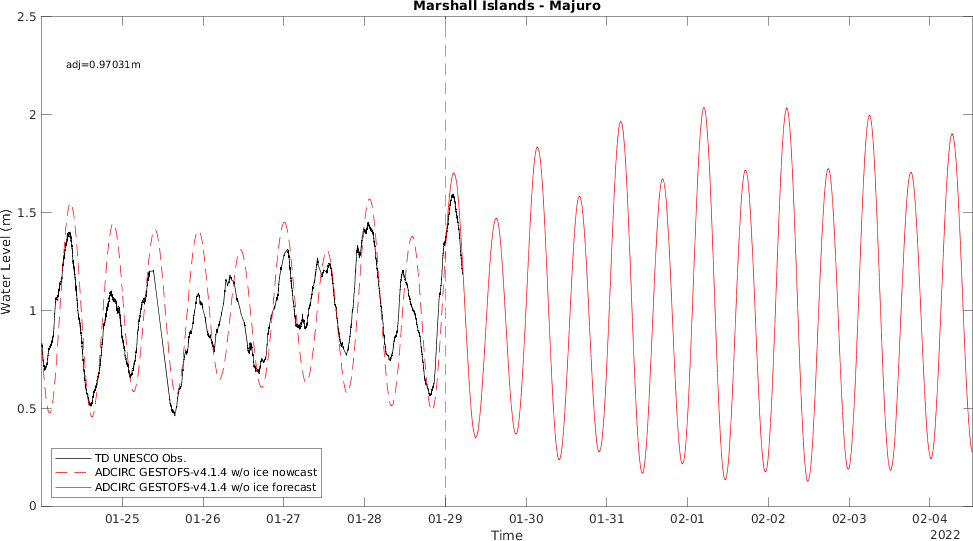 Marshall Islands - Majuro
2.5
adj=0.97031m
2
1.5
1
0.5
0
Water Level (m)
TD UNESCO Obs.
ADCIRC GESTOFS-v4.1.4 w/o ice nowcast
ADCIRC GESTOFS-v4.1.4 w/o ice forecast
01-25 01-26 01-27 01-28 01-29 01-30 01-31 02-01 02-02 02-03 02-04
Time
2022